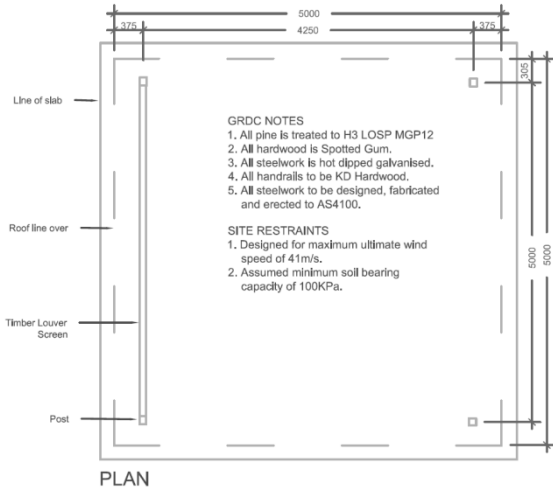 5000
375
4250
375
305
5000
5000
Line of slab
Roof line over
Timber Louver
Screen
Post
GRDC NOTES
1. All pine is treated to H3 LOSP MGP12
2. All hardwood is Spotted Gum.
3. All steelwork is hot dipped galvanised.
4. All handrails to be KD Hardwood.
5. All steelwork to be designed, fabricated
and erected to AS4100.
SITE RESTRAINTS
1. Designed for maximum ultimate wind
speed of 41m/s.
2. Assumed minimum soil bearing
capacity of 100KPa.
PLAN